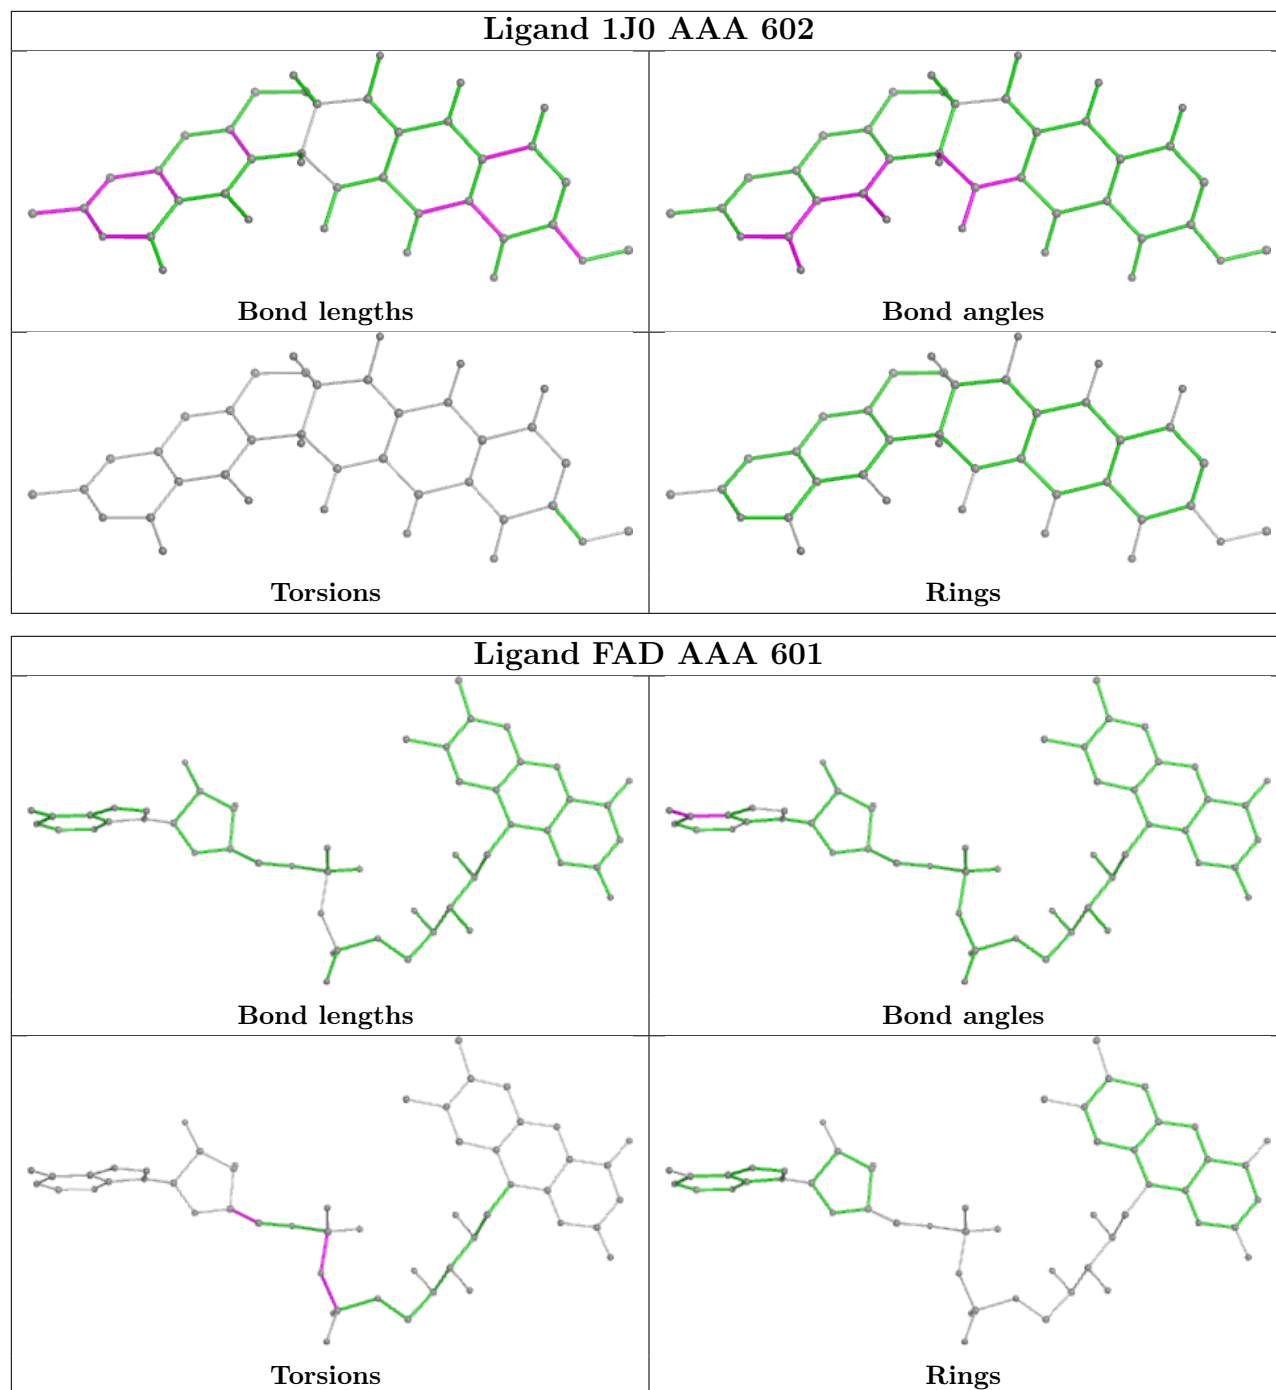 Ligand 1J0 AAA 602
Bond lengths
Bond angles
Torsions
Rings
Ligand FAD AAA 601
Bond lengths
Bond angles
Torsions
Rings